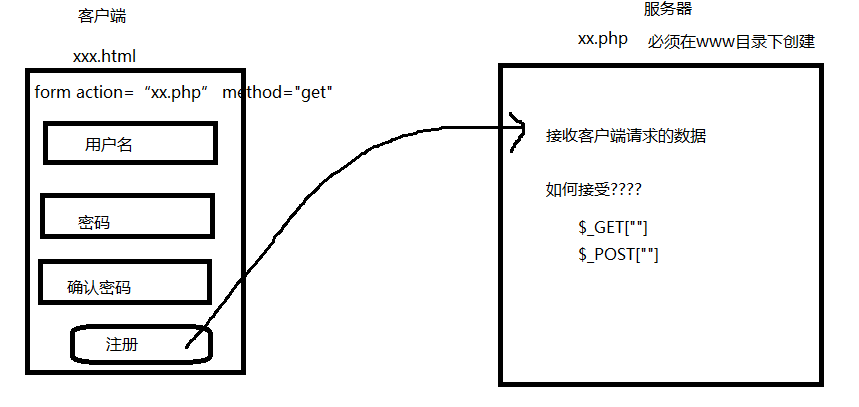 客户端
xxx.html
form action=“xx.php“ method="get"
用户名
密码
确认密码
注册
服务器
xx.php 必须在www目录下创建
接收客户端请求的数据
如何接受????
$_GET[""]
$_POST[""]